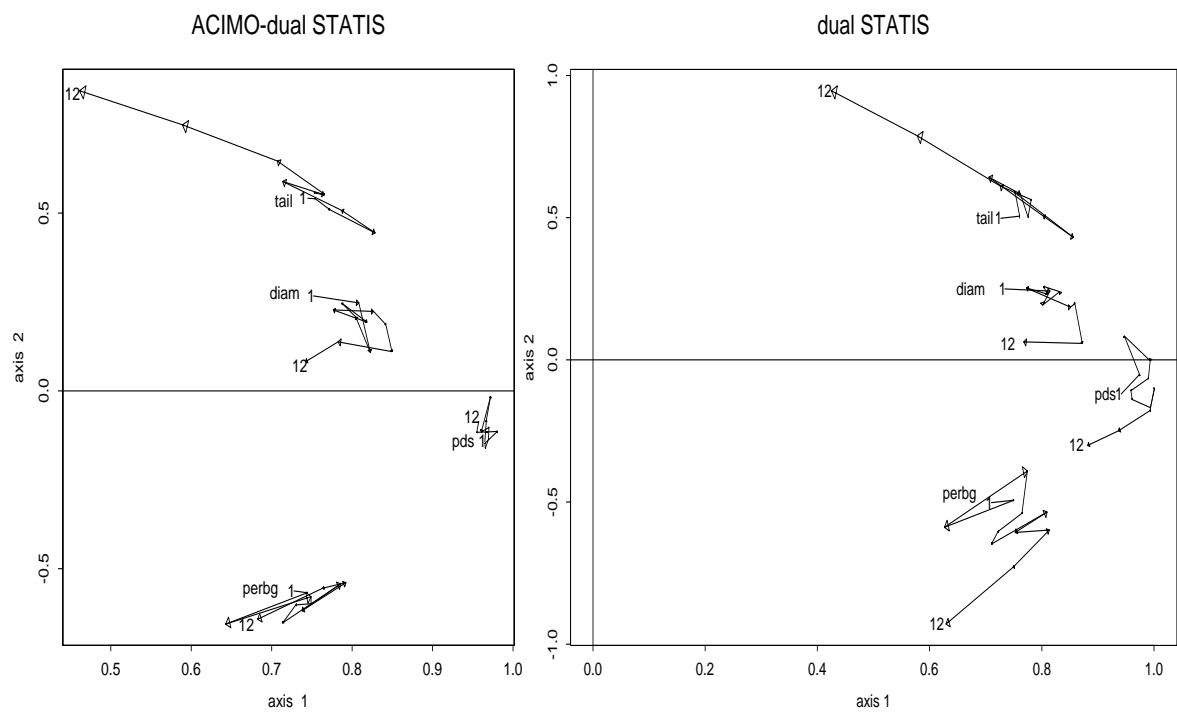 ACIMO-dual STATIS
12
tail 1
diam 1
12
12
pds 1
perbg 1
12
0.5
0.0
-0.5
axis 2
0.5 0.6 0.7 0.8 0.9 1.0
axis 1
dual STATIS
12
tail1
diam 1
12
pds1
12
perbg 1
12
1.0
0.5
0.0
-0.5
-1.0
axis 2
0.0 0.2 0.4 0.6 0.8 1.0
axis 1